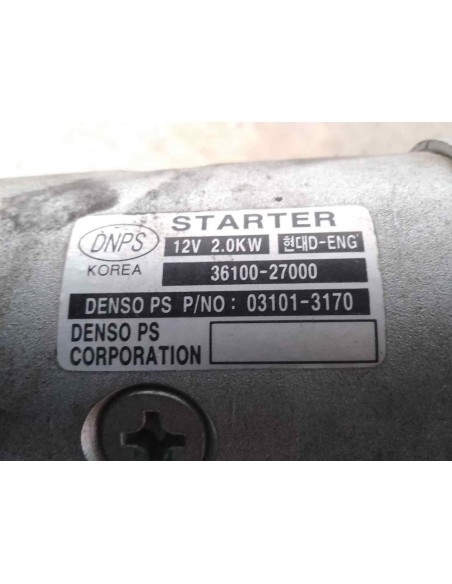 STARTER
DNPS
12V 2.0KW 현대D-ENG'
KOREA
36100-27000
DENSO PS P/NO : 03101-3170
DENSO PS
CORPORATION